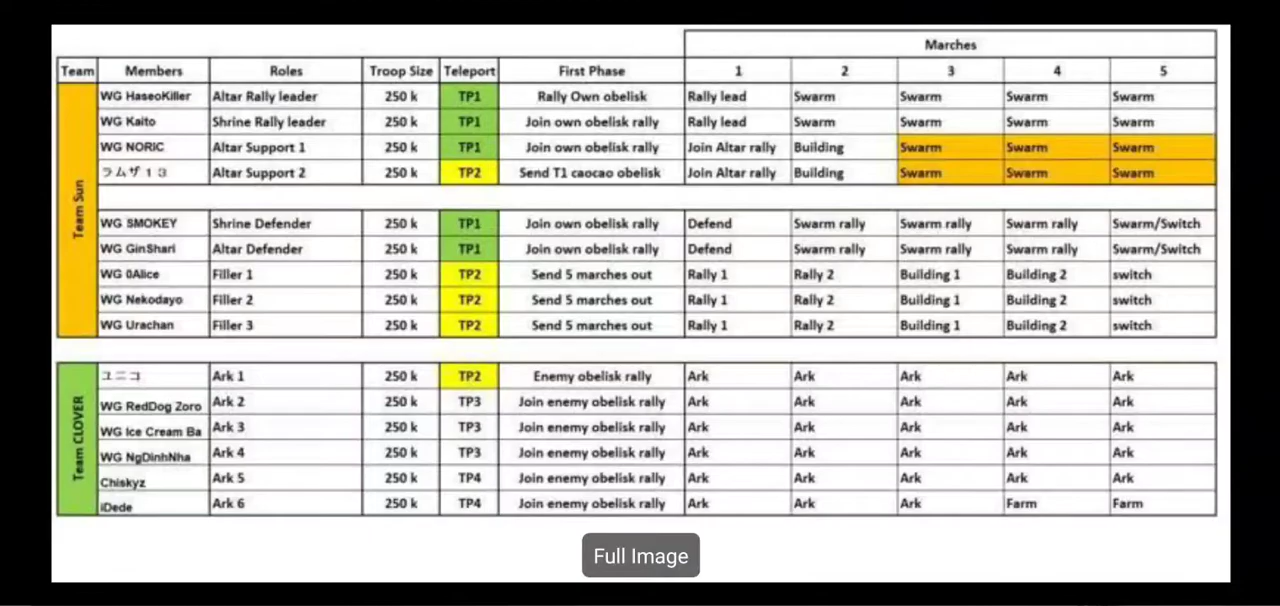 Marches
Team Members Roles Troop Size Teleport First Phase 1 2 3 4 5
Team Sun
WG HaseoKiller Altar Rally leader 250 k TP1 Rally Own obelisk Rally lead Swarm Swarm Swarm Swarm
WG Kaito Shrine Rally leader 250 k TP1 Join own obelisk rally Rally lead Swarm Swarm Swarm Swarm
WG NORIC Altar Support 1 250 k TP1 Join own obelisk rally Join Altar rally Building Swarm Swarm Swarm
ラムザ13 Altar Support 2 250 k TP2 Send T1 caocao obelisk Join Altar rally Building Swarm Swarm Swarm
WG SMOKEY Shrine Defender 250 k TP1 Join own obelisk rally Defend Swarm rally Swarm rally Swarm rally Swarm/Switch
WG GinShari Altar Defender 250 k TP1 Join own obelisk rally Defend Swarm rally Swarm rally Swarm rally Swarm/Switch
WG 0Alice Filler 1 250 k TP2 Send 5 marches out Rally 1 Rally 2 Building 1 Building 2 switch
WG Nekodayo Filler 2 250 k TP2 Send 5 marches out Rally 1 Rally 2 Building 1 Building 2 switch
WG Urachan Filler 3 250 k TP2 Send 5 marches out Rally 1 Rally 2 Building 1 Building 2 switch
Team CLOVER
ユニコ Ark 1 250 k TP2 Enemy obelisk rally Ark Ark Ark Ark Ark
WG RedDog Zoro Ark 2 250 k TP3 Join enemy obelisk rally Ark Ark Ark Ark Ark
WG Ice Cream Ba Ark 3 250 k TP3 Join enemy obelisk rally Ark Ark Ark Ark Ark
WG NgDinhNha Ark 4 250 k TP3 Join enemy obelisk rally Ark Ark Ark Ark Ark
Chiskyz Ark 5 250 k TP4 Join enemy obelisk rally Ark Ark Ark Ark Ark
iDede Ark 6 250 k TP4 Join enemy obelisk rally Ark Ark Ark Farm Farm
Full Image